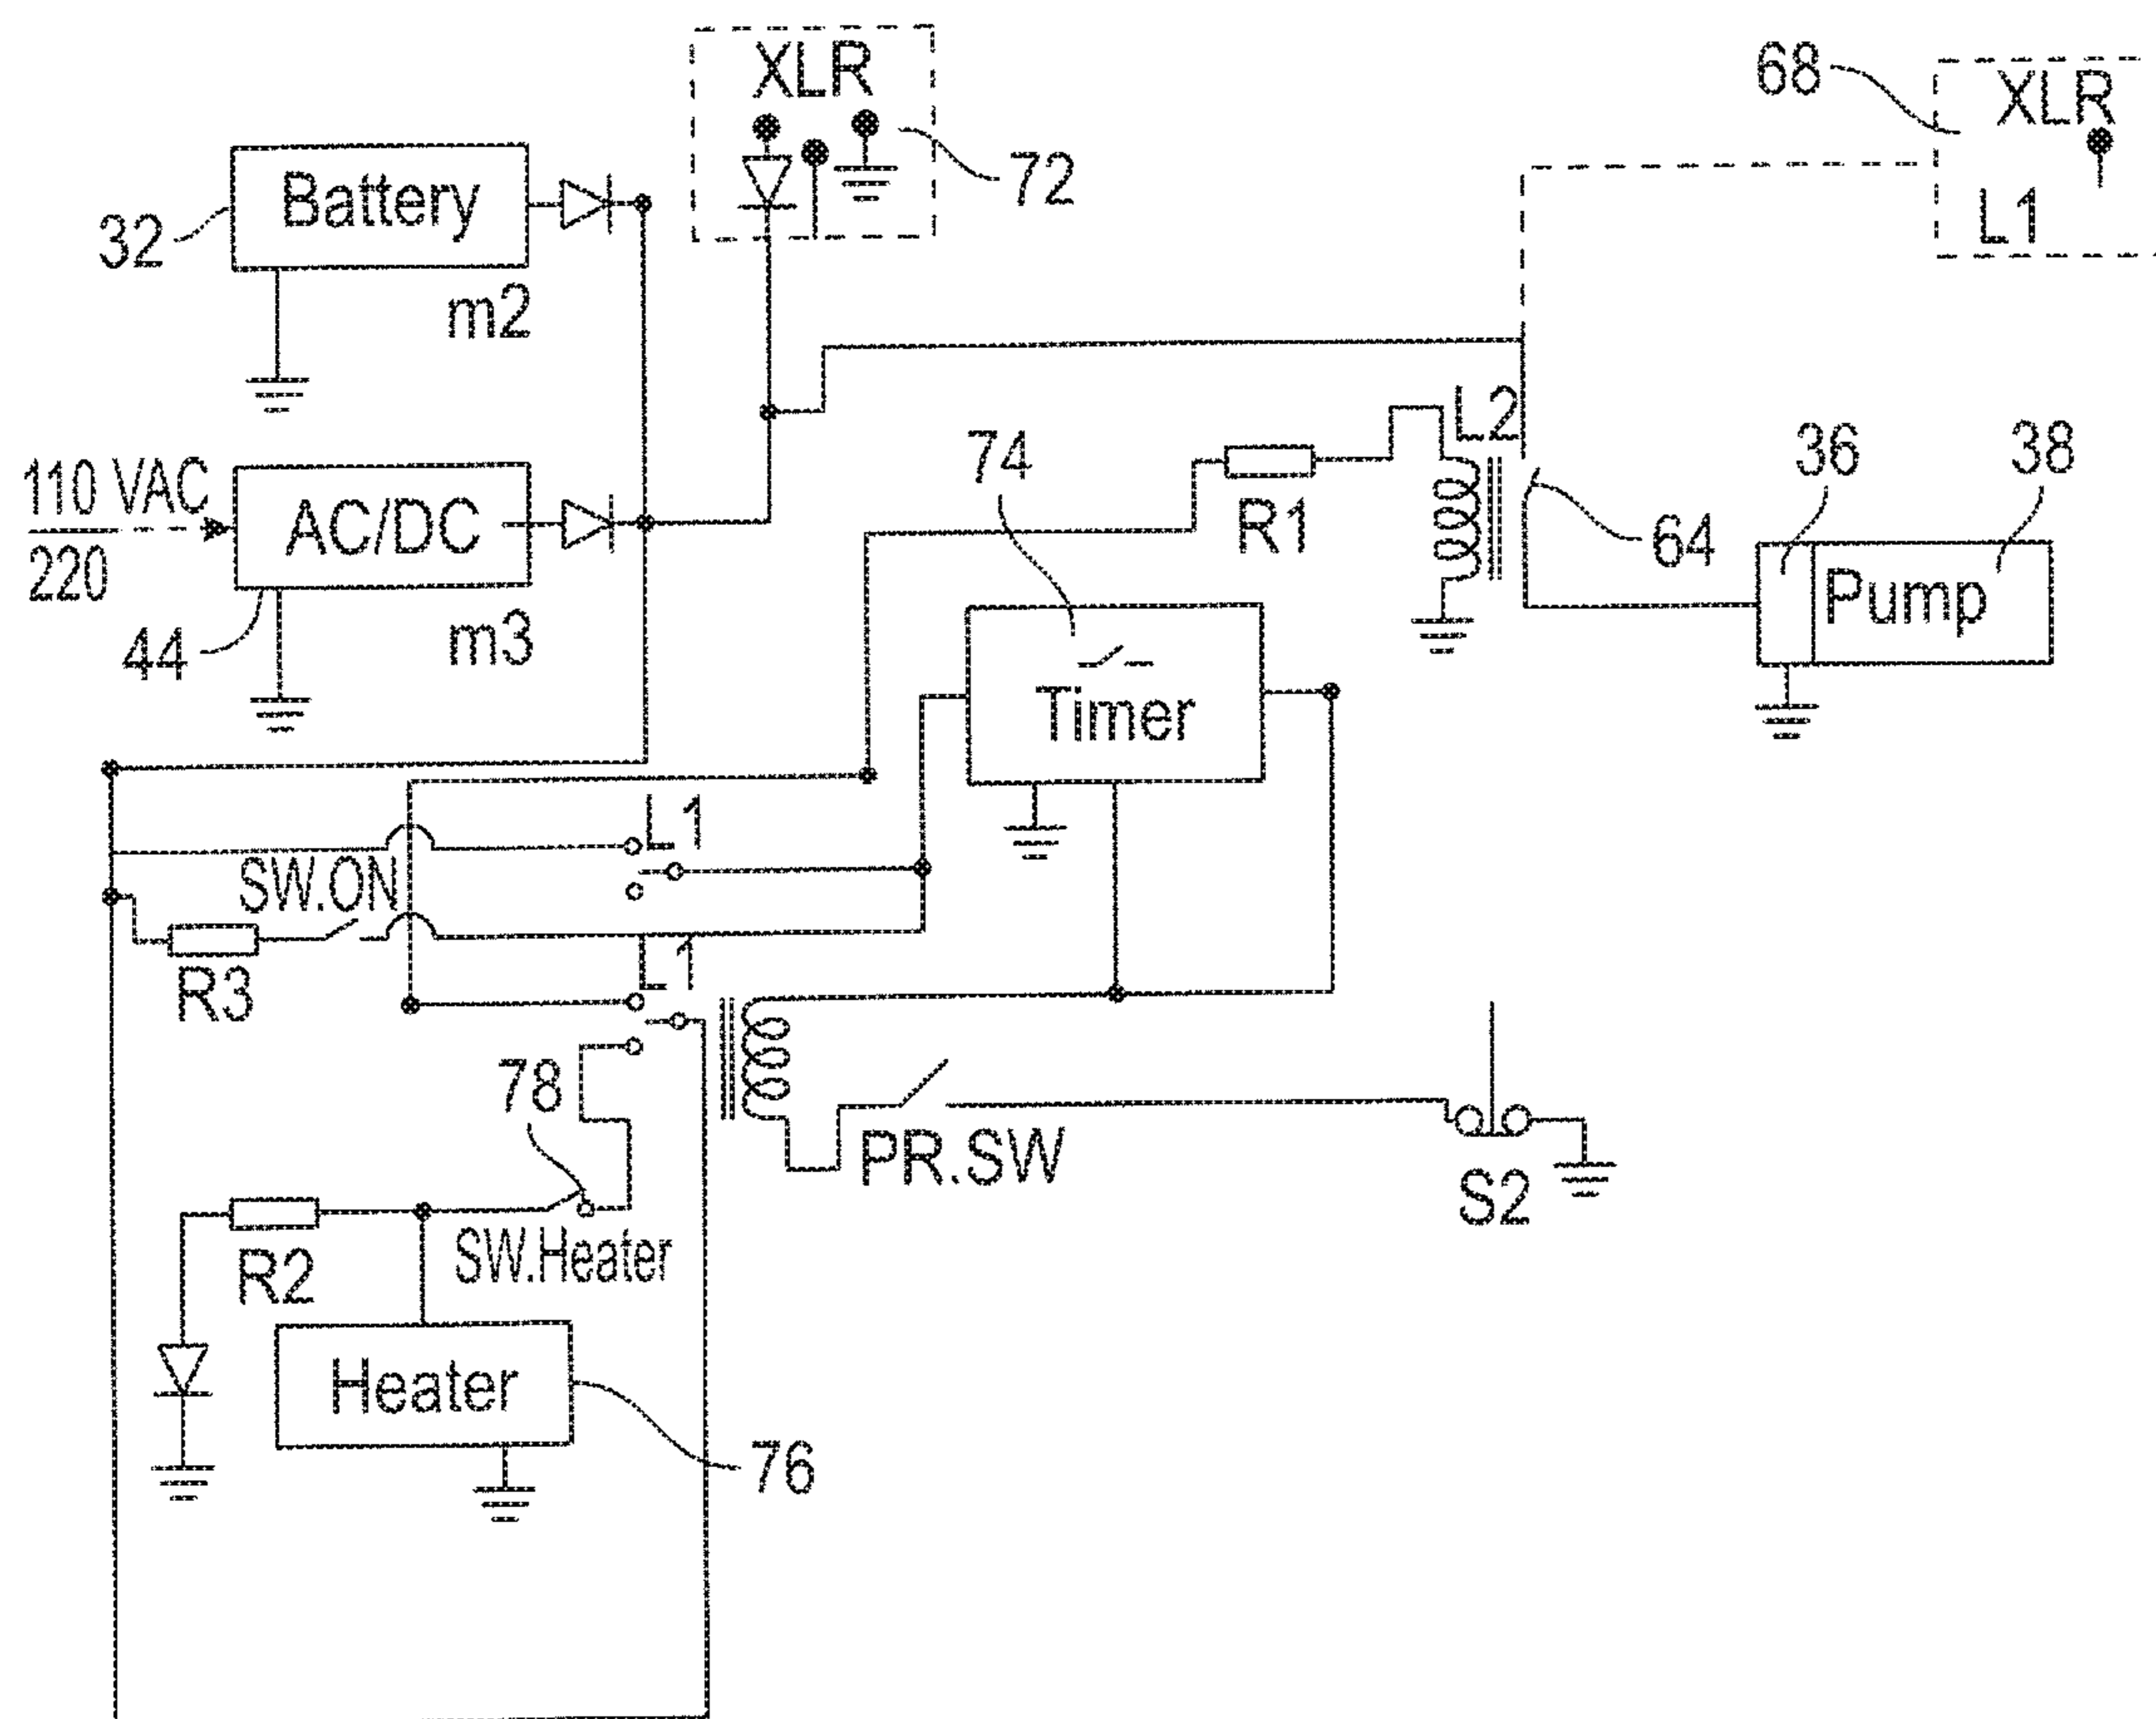 XLR
72
68
XLR
L1
Battery
32
m2
L2
110 VAC
220
AC/DC
44
m3
74
R1
64
36
38
Pump
Timer
L1
SW.ON
R3
L1
78
PR.SW
S2
R2
SW.Heater
Heater
76